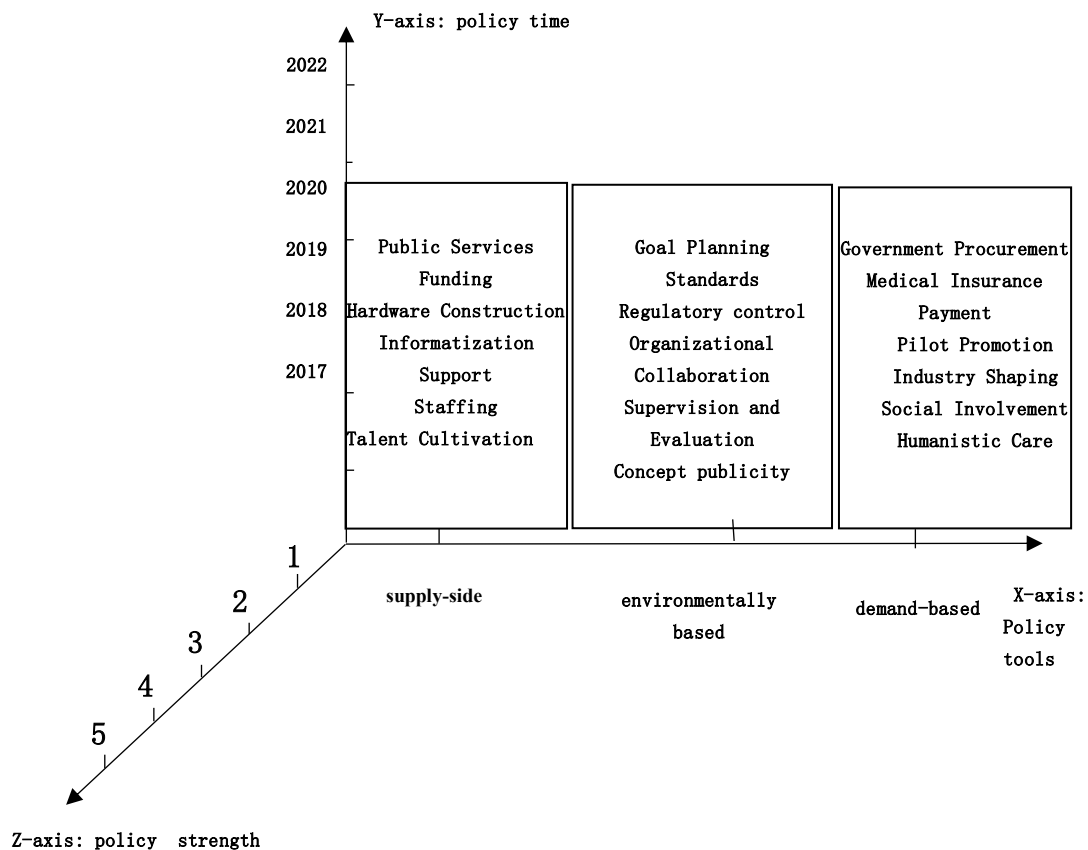 Y-axis: policy time
2022
2021
2020
2019
2018
2017
Public Services
Funding
Hardware Construction
Informatization
Support
Staffing
Talent Cultivation
Goal Planning
Standards
Regulatory control
Organizational
Collaboration
Supervision and
Evaluation
Concept publicity
Government Procurement
Medical Insurance
Payment
Pilot Promotion
Industry Shaping
Social Involvement
Humanistic Care
1
2
3
4
5
supply-side
environmentally
based
demand-based
X-axis:
Policy
tools
Z-axis: policy strength